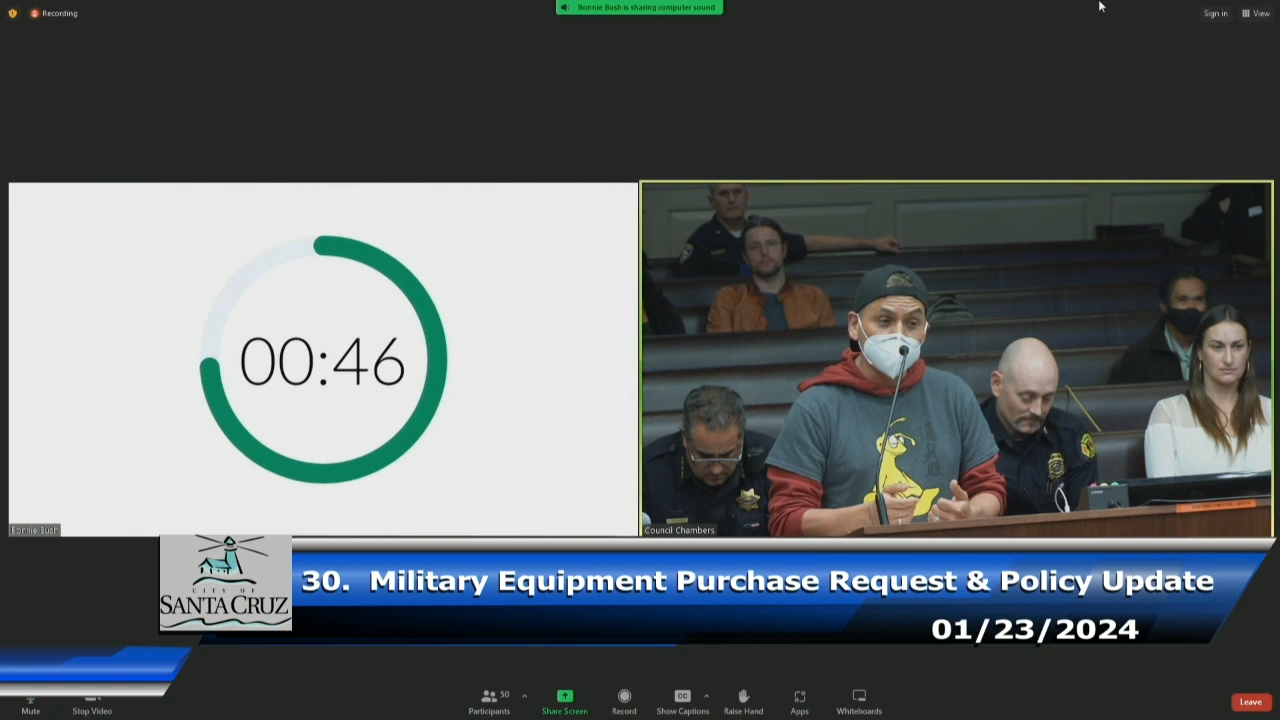 Recording
Bonnie Bush is sharing computer sound
Sign in
View
00:46
Bonnie Bush
Council Chambers
CITY OF
SANTA CRUZ
30. Military Equipment Purchase Request & Policy Update
01/23/2024
Mute
Stop Video
50
Participants
Share Screen
Record
CC
Show Captions
Raise Hand
Apps
Whiteboards
Leave